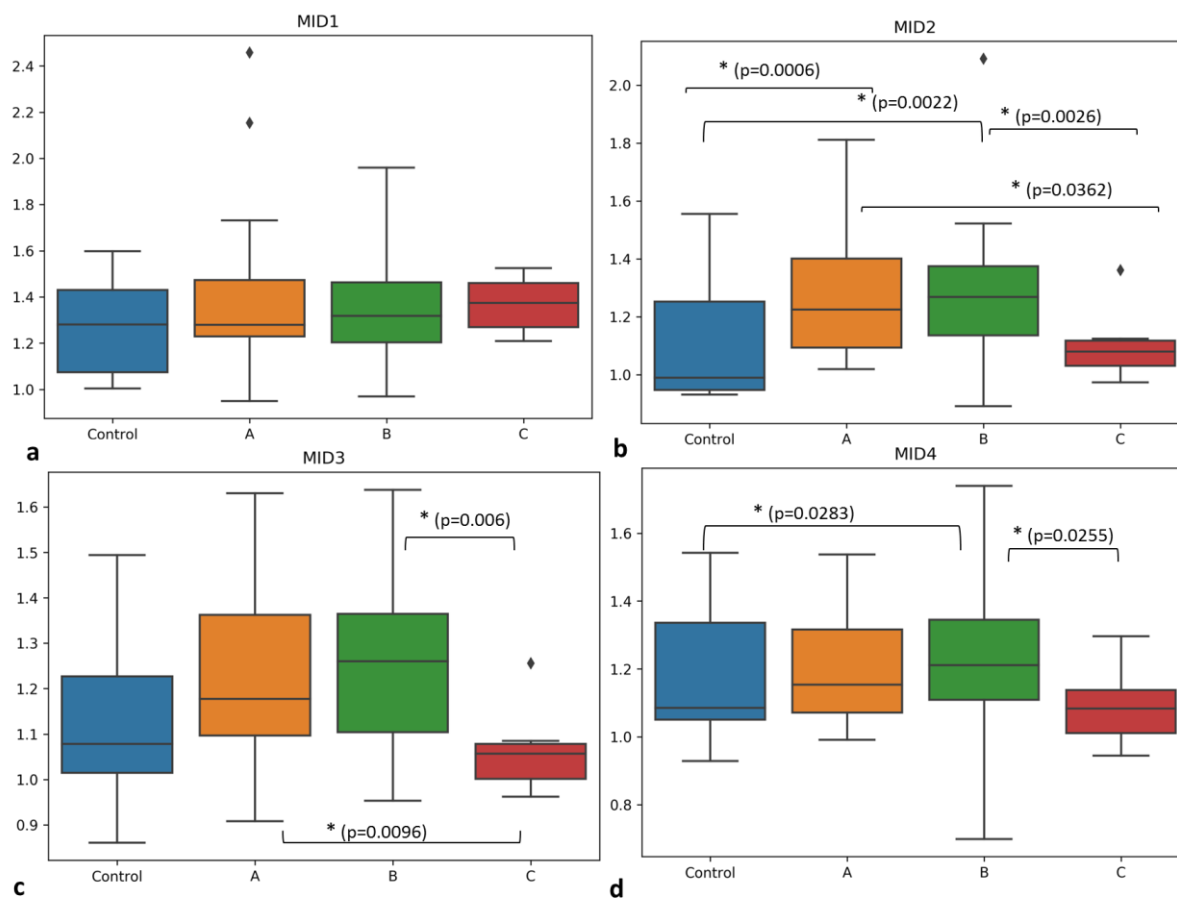 MID1
2.4
2.2
2.0
1.8
1.6
1.4
1.2
1.0
Control A B C
a
MID2
* (p=0.0006)
* (p=0.0022)
* (p=0.0026)
* (p=0.0362)
2.0
1.8
1.6
1.4
1.2
1.0
Control A B C
b
MID3
* (p=0.006)
* (p=0.0096)
1.6
1.5
1.4
1.3
1.2
1.1
1.0
0.9
Control A B C
c
MID4
* (p=0.0283)
* (p=0.0255)
1.6
1.4
1.2
1.0
0.8
Control A B C
d